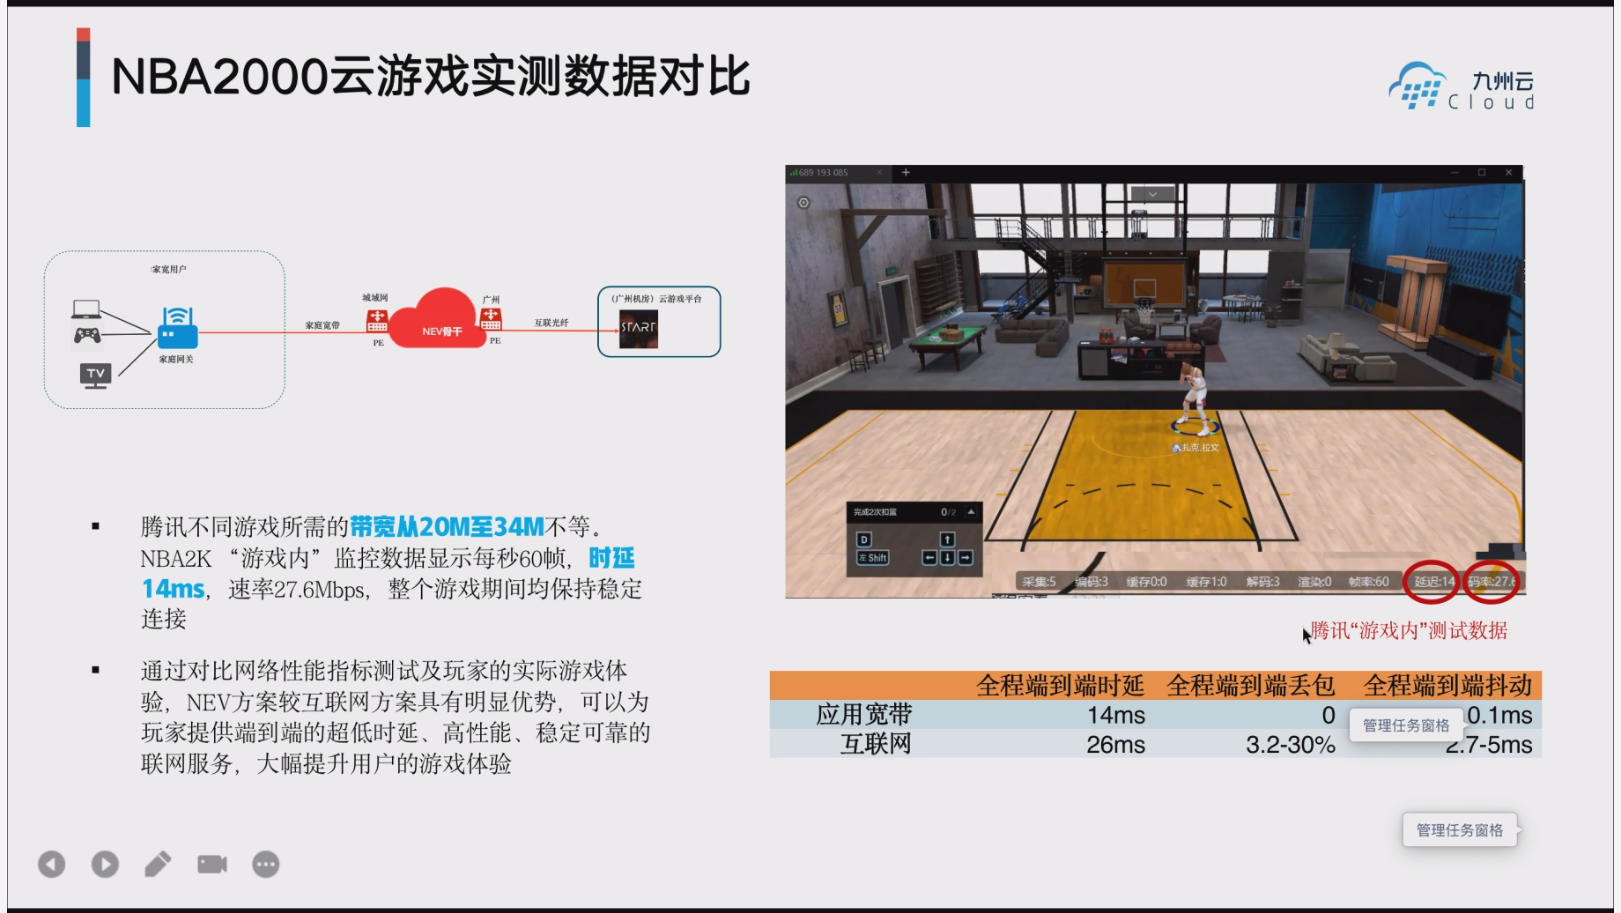 NBA2000云游戏实测数据对比
九州云
Cloud
家宽用户
家庭网关
TV
家庭宽带
城域网
PE
NEV骨干
广州
PE
互联光纤
(广州机房) 云游戏平台
START
腾讯不同游戏所需的带宽从20M至34M不等。
NBA2K “游戏内” 监控数据显示每秒60帧, 时延
14ms, 速率27.6Mbps, 整个游戏期间均保持稳定
连接
通过对比网络性能指标测试及玩家的实际游戏体
验, NEV方案较互联网方案具有明显优势, 可以为
玩家提供端到端的超低时延、高性能、稳定可靠的
联网服务, 大幅提升用户的游戏体验
689 193 085
扎克.拉文
完成2次扣篮 0/2
D
左 Shift
采集:5 编码:3 缓存0:0 缓存1:0 解码:3 渲染:0 帧率:60 延迟:14 码率:27.6
腾讯“游戏内”测试数据
全程端到端时延 全程端到端丢包 全程端到端抖动
应用宽带 14ms 0 0.1ms
互联网 26ms 3.2-30% 2.7-5ms
管理任务窗格
管理任务窗格